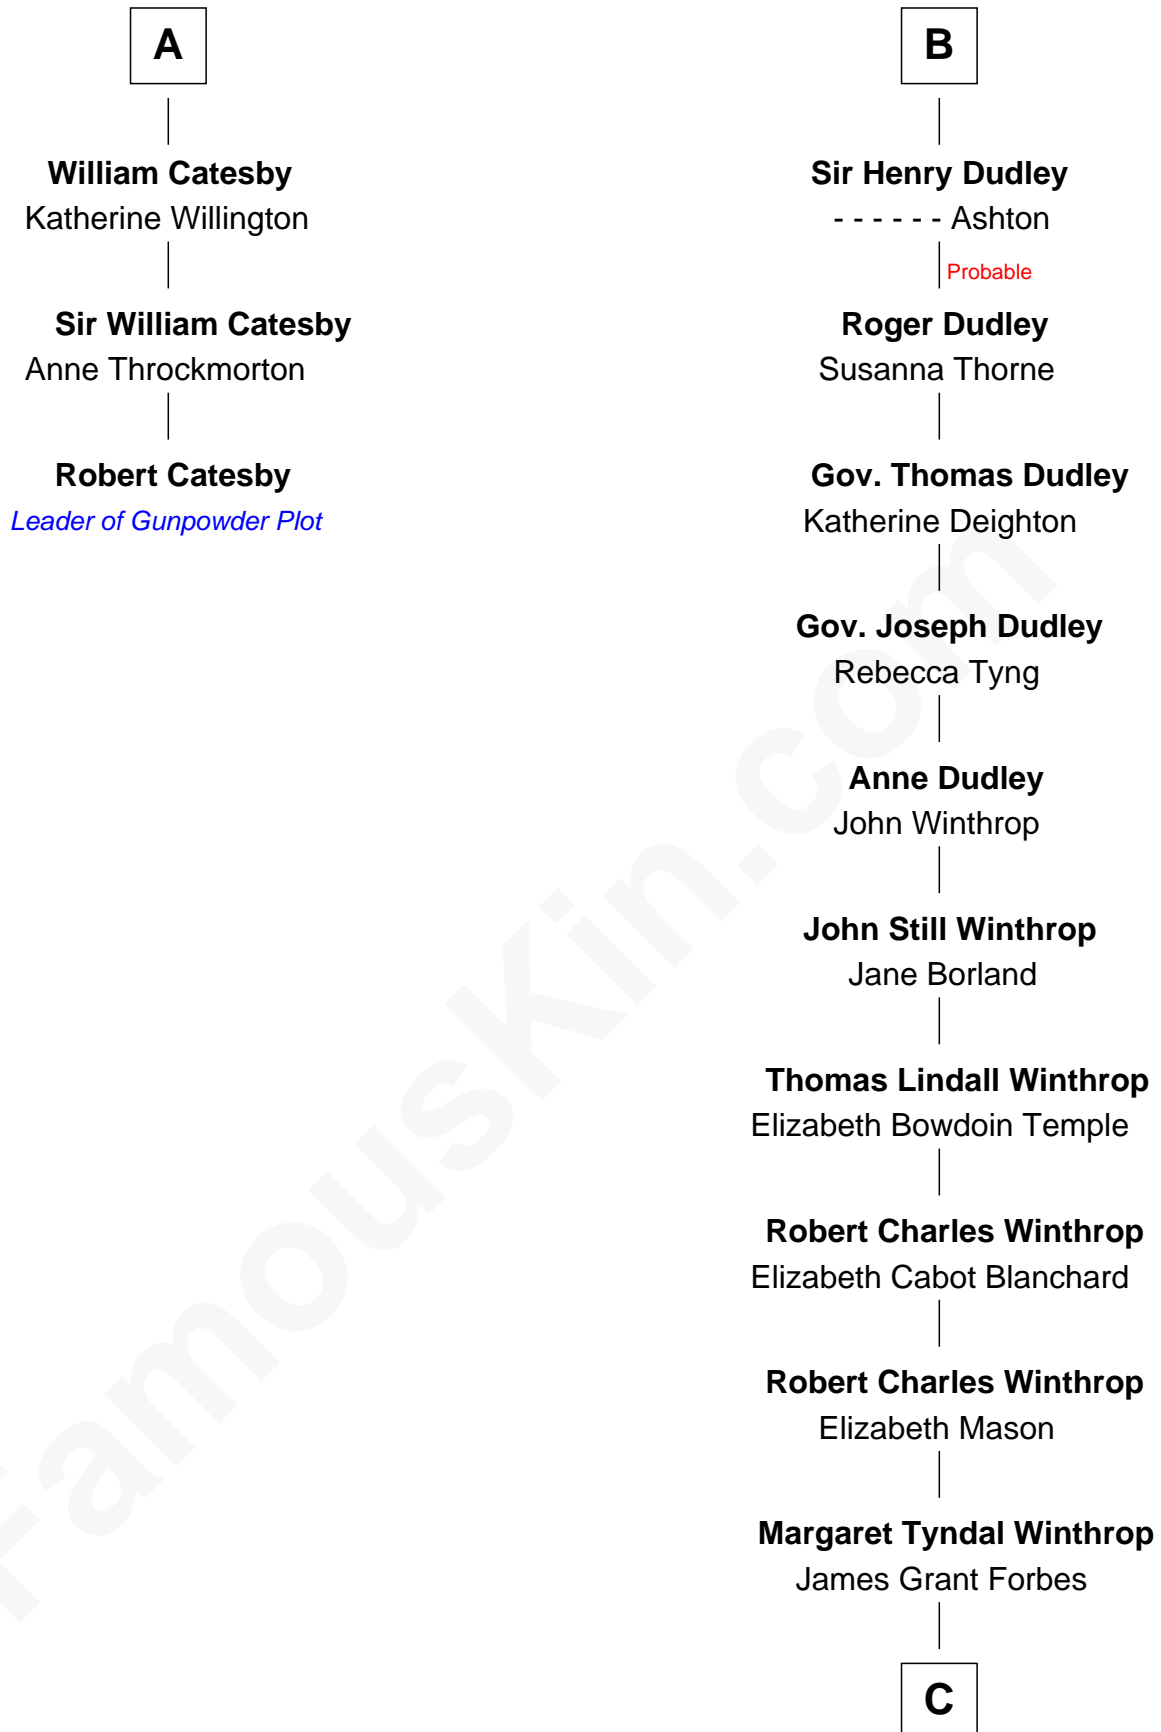 A
William Catesby
Katherine Willington
Sir William Catesby
Anne Throckmorton
Robert Catesby
Leader of Gunpowder Plot
B
Sir Henry Dudley
- - - - - - Ashton
Probable
Roger Dudley
Susanna Thorne
Gov. Thomas Dudley
Katherine Deighton
Gov. Joseph Dudley
Rebecca Tyng
Anne Dudley
John Winthrop
John Still Winthrop
Jane Borland
Thomas Lindall Winthrop
Elizabeth Bowdoin Temple
Robert Charles Winthrop
Elizabeth Cabot Blanchard
Robert Charles Winthrop
Elizabeth Mason
Margaret Tyndal Winthrop
James Grant Forbes
C
FamousKin.com